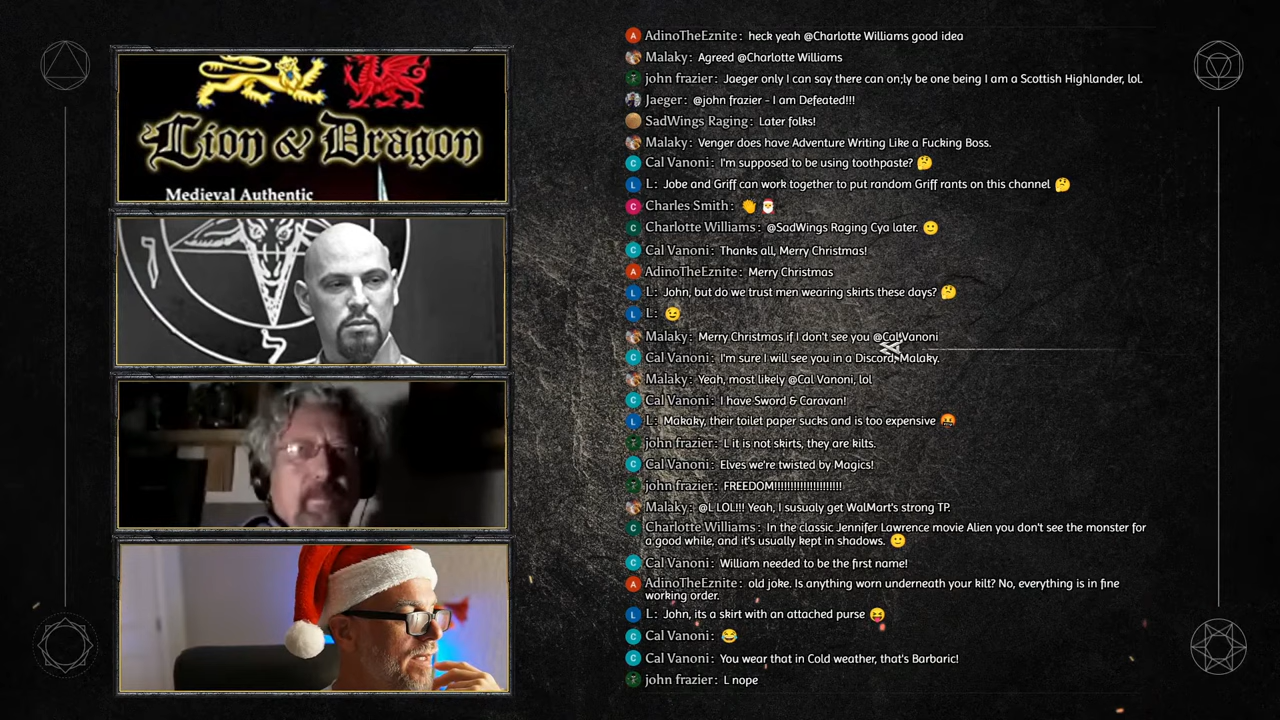 Lion & Dragon
Medieval Authentic
AdinoTheEznite: heck yeah @Charlotte Williams good idea
Malaky: Agreed @Charlotte Williams
john frazier: Jaeger only I can say there can on;ly be one being I am a Scottish Highlander, lol.
Jaeger: @john frazier - I am Defeated!!!
SadWings Raging: Later folks!
Malaky: Venger does have Adventure Writing Like a Fucking Boss.
Cal Vanoni: I'm supposed to be using toothpaste? 🤔
L: Jobe and Griff can work together to put random Griff rants on this channel 🤔
Charles Smith: 👏🎅
Charlotte Williams: @SadWings Raging Cya later. 🙂
Cal Vanoni: Thanks all, Merry Christmas!
AdinoTheEznite: Merry Christmas
L: John, but do we trust men wearing skirts these days? 🤔
L: 😉
Malaky: Merry Christmas if I don't see you @Cal Vanoni
Cal Vanoni: I'm sure I will see you in a Discord, Malaky.
Malaky: Yeah, most likely @Cal Vanoni, lol
Cal Vanoni: I have Sword & Caravan!
L: Makaky, their toilet paper sucks and is too expensive 🤬
john frazier: L it is not skirts, they are kilts.
Cal Vanoni: Elves we're twisted by Magics!
john frazier: FREEDOM!!!!!!!!!!!!!!!!!!!!!!!
Malaky: @L LOL!!! Yeah, I susualy get WalMart's strong TP.
Charlotte Williams: In the classic Jennifer Lawrence movie Alien you don't see the monster for
a good while, and it's usually kept in shadows. 🙂
Cal Vanoni: William needed to be the first name!
AdinoTheEznite: old joke. Is anything worn underneath your kilt? No, everything is in fine
working order.
L: John, its a skirt with an attached purse 😝
Cal Vanoni: 😂
Cal Vanoni: You wear that in Cold weather, that's Barbaric!
john frazier: L nope